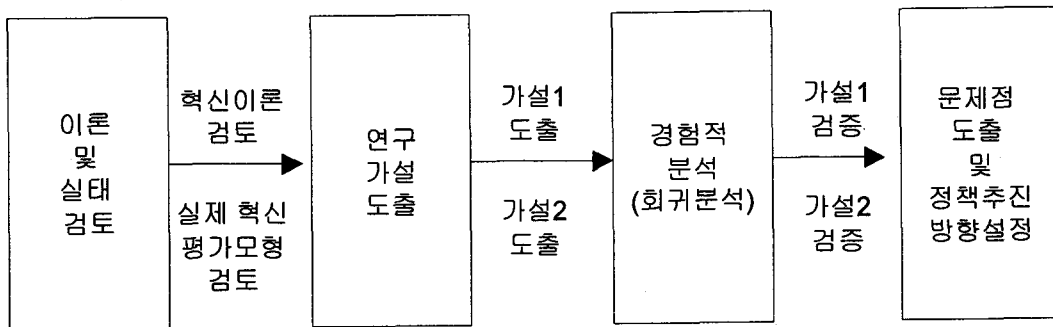 이론
및
실태
검토
혁신이론
검토
실제 혁신
평가모형
검토
연구
가설
도출
가설1
도출
가설2
도출
경험적
분석
(회귀분석)
가설1
검증
가설2
검증
문제점
도출
및
정책추진
방향설정